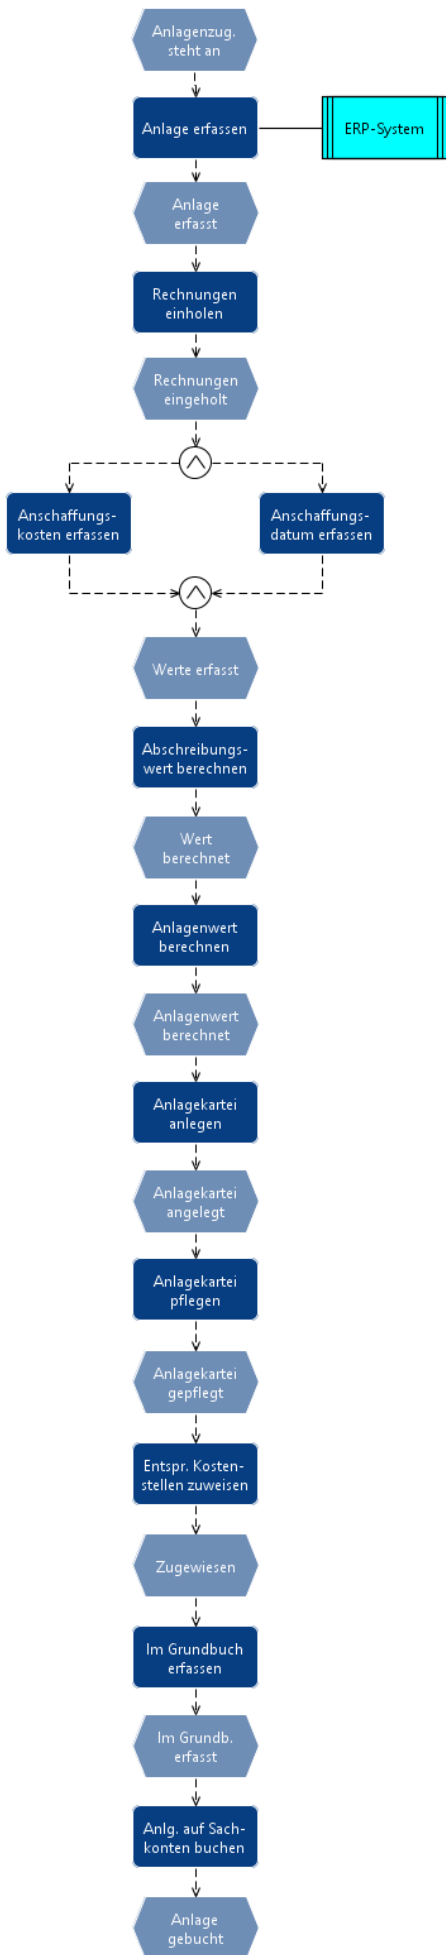 Anlagenzug.
steht an
Anlage erfassen
ERP-System
Anlage
erfasst
Rechnungen
einholen
Rechnungen
eingeholt
Anschaffungs-
kosten erfassen
Anschaffungs-
datum erfassen
Werte erfasst
Abschreibungs-
wert berechnen
Wert
berechnet
Anlagenwert
berechnen
Anlagenwert
berechnet
Anlagekartei
anlegen
Anlagekartei
angelegt
Anlagekartei
pflegen
Anlagekartei
gepflegt
Entspr. Kosten-
stellen zuweisen
Zugewiesen
Im Grundbuch
erfassen
Im Grundb.
erfasst
Anlg. auf Sach-
konten buchen
Anlage
gebucht